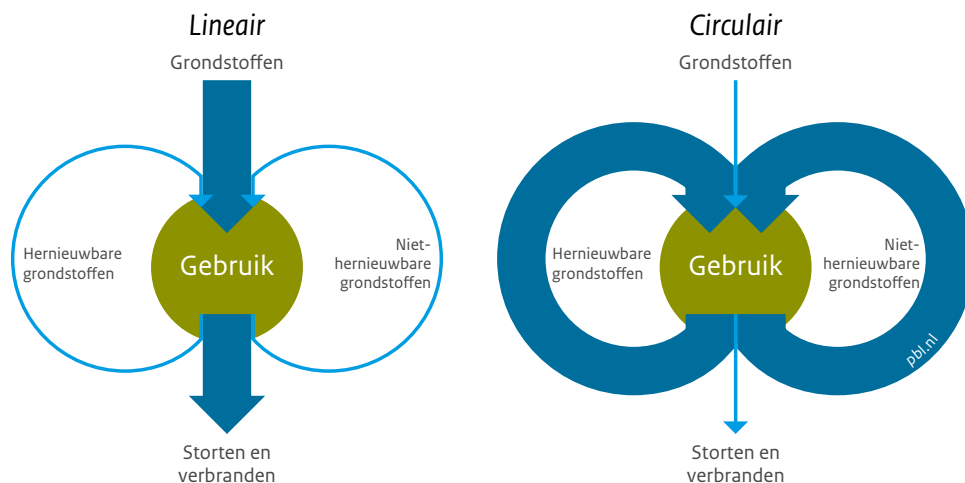 Lineair
Grondstoffen
Hernieuwbare
grondstoffen
Gebruik
Niet-
hernieuwbare
grondstoffen
Storten en
verbranden
Circulair
Grondstoffen
Hernieuwbare
grondstoffen
Gebruik
Niet-
hernieuwbare
grondstoffen
pbl.nl
Storten en
verbranden